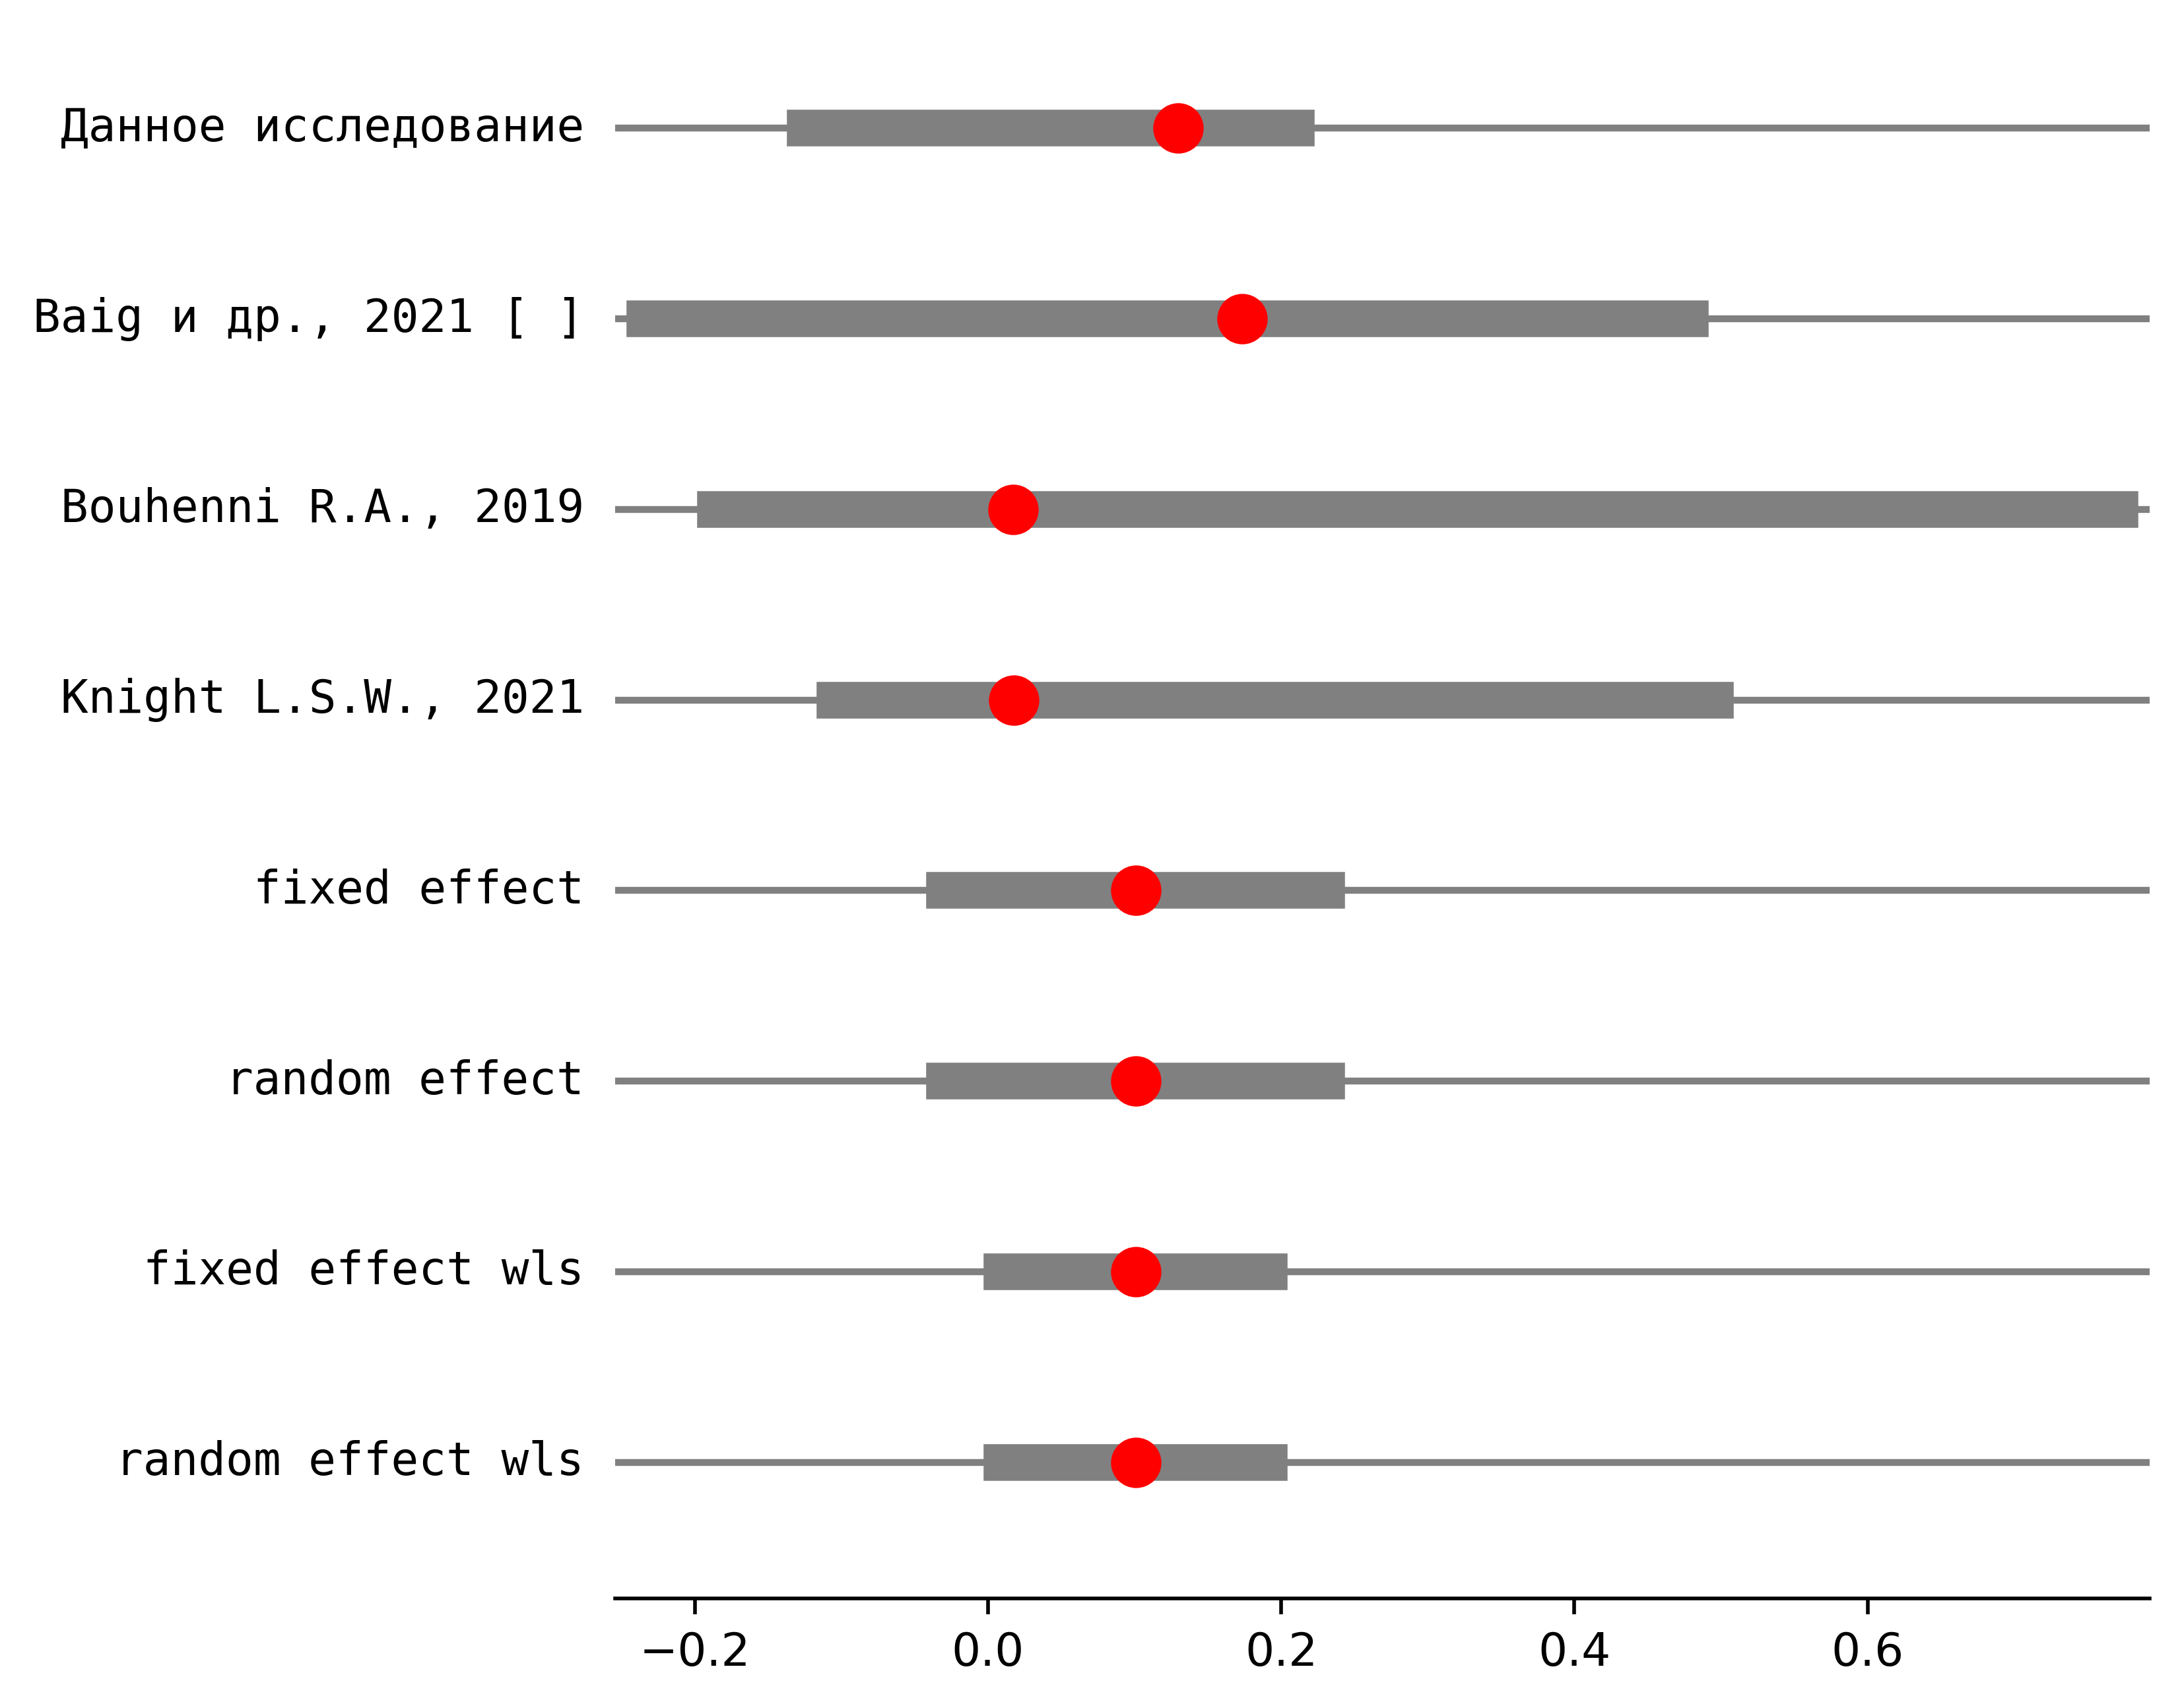 Данное исследование
Baig и др., 2021 [ ]
Bouhenni R.A., 2019
Knight L.S.W., 2021
fixed effect
random effect
fixed effect wls
random effect wls
−0.2 0.0 0.2 0.4 0.6